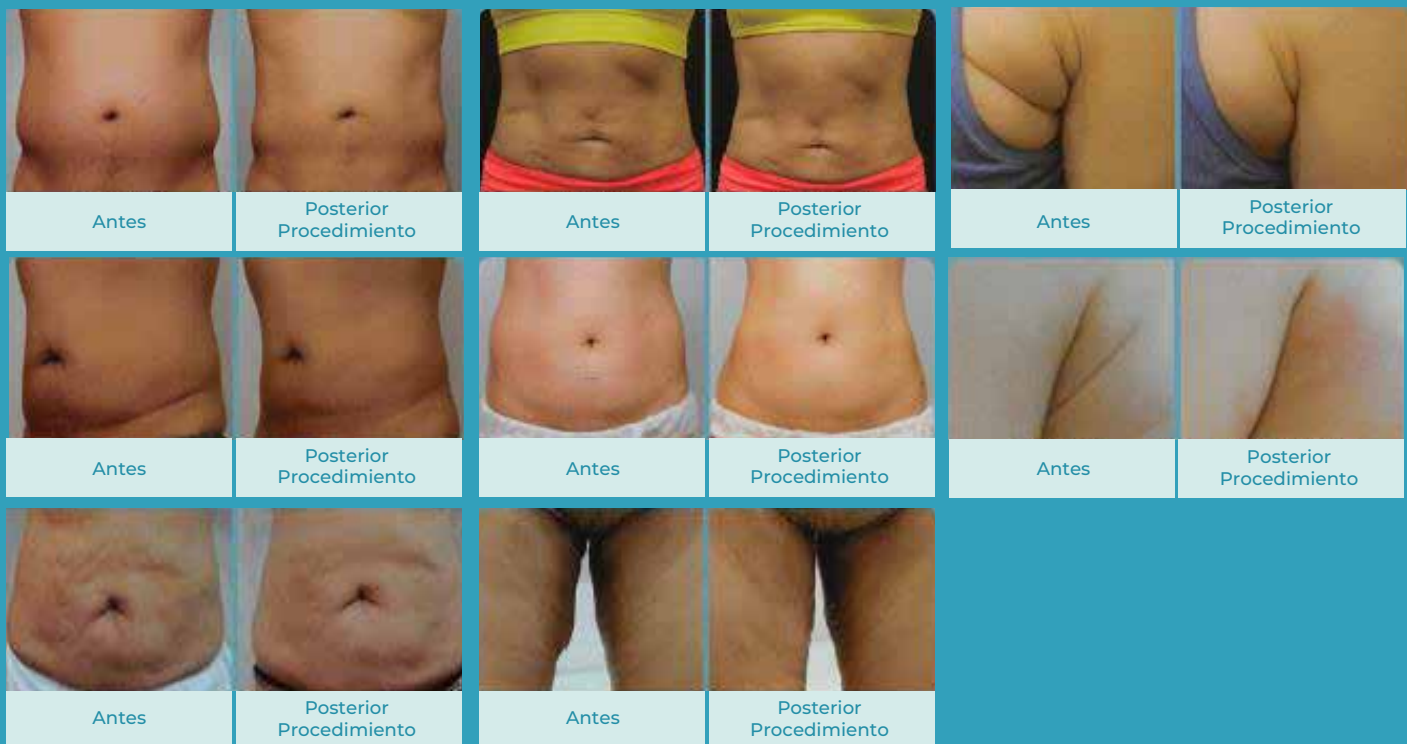 Antes
Posterior
Procedimiento
Antes
Posterior
Procedimiento
Antes
Posterior
Procedimiento
Antes
Posterior
Procedimiento
Antes
Posterior
Procedimiento
Antes
Posterior
Procedimiento
Antes
Posterior
Procedimiento
Antes
Posterior
Procedimiento